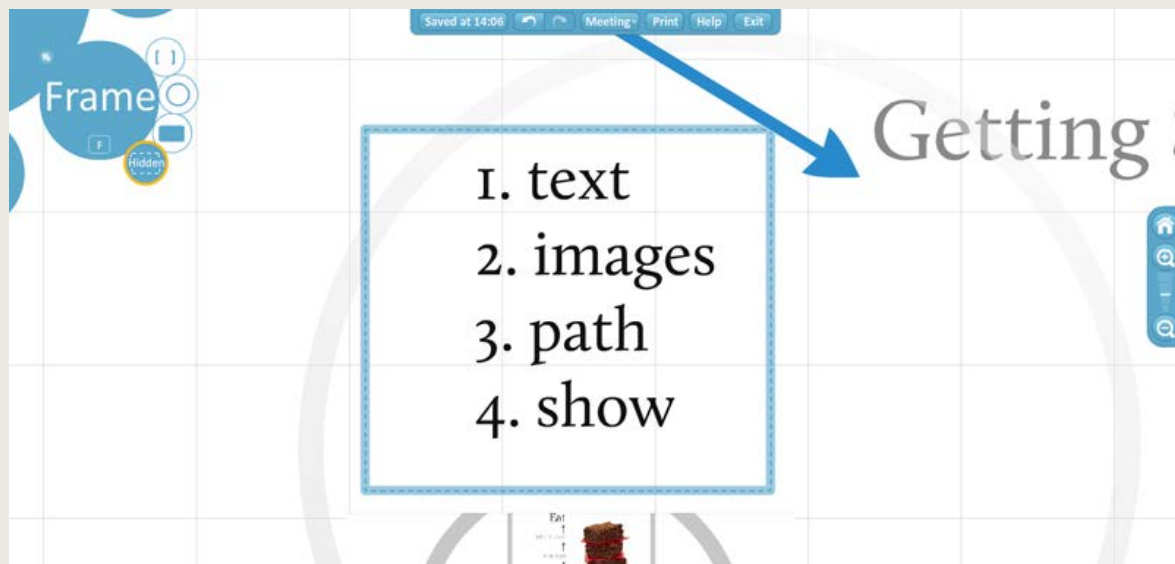 Saved at 14:06 Meeting Print Help Exit
Frame
F
Hidden
Getting
1. text
2. images
3. path
4. show
Eat